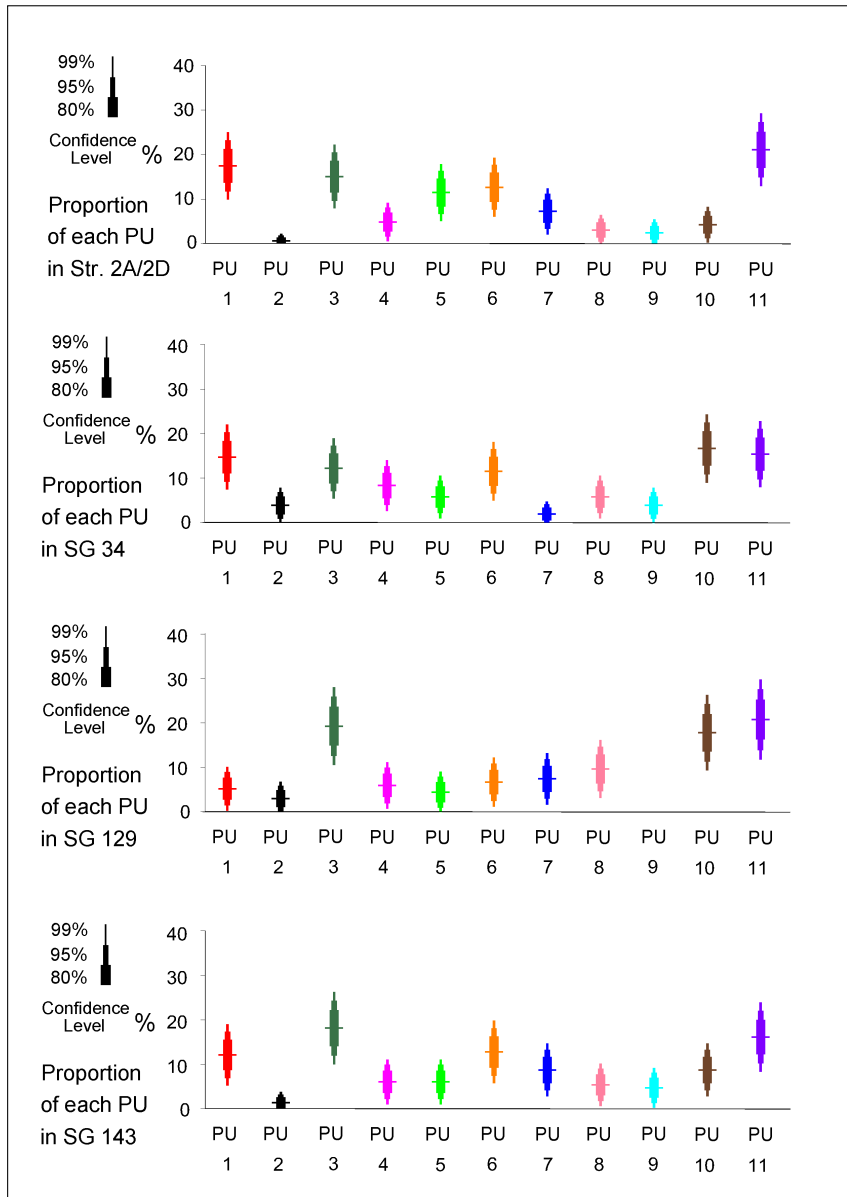 99%
95%
80%
Confidence
Level
%
Proportion
of each PU
in Str. 2A/2D
40
30
20
10
0
PU PU PU PU PU PU PU PU PU PU PU
1 2 3 4 5 6 7 8 9 10 11
99%
95%
80%
Confidence
Level
%
Proportion
of each PU
in SG 34
40
30
20
10
0
PU PU PU PU PU PU PU PU PU PU PU
1 2 3 4 5 6 7 8 9 10 11
99%
95%
80%
Confidence
Level
%
Proportion
of each PU
in SG 129
40
30
20
10
0
PU PU PU PU PU PU PU PU PU PU PU
1 2 3 4 5 6 7 8 9 10 11
99%
95%
80%
Confidence
Level
%
Proportion
of each PU
in SG 143
40
30
20
10
0
PU PU PU PU PU PU PU PU PU PU PU
1 2 3 4 5 6 7 8 9 10 11